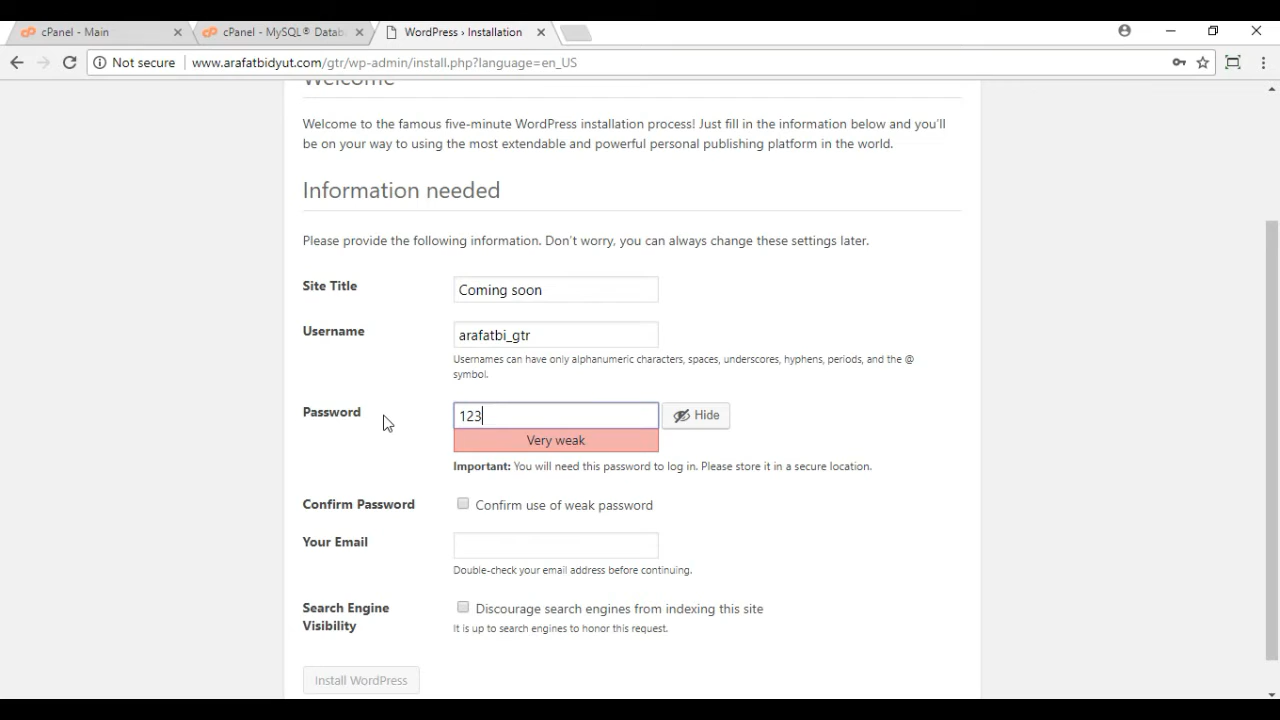 cPanel - Main
cPanel - MySQL® Datab
WordPress › Installation
Not secure
www.arafatbidyut.com/gtr/wp-admin/install.php?language=en_US
Welcome
Welcome to the famous five-minute WordPress installation process! Just fill in the information below and you'll
be on your way to using the most extendable and powerful personal publishing platform in the world.
Information needed
Please provide the following information. Don't worry, you can always change these settings later.
Site Title
Coming soon
Username
arafatbi_gtr
Usernames can have only alphanumeric characters, spaces, underscores, hyphens, periods, and the @
symbol.
Password
123
Hide
Very weak
Important: You will need this password to log in. Please store it in a secure location.
Confirm Password
Confirm use of weak password
Your Email
Double-check your email address before continuing.
Search Engine
Visibility
Discourage search engines from indexing this site
It is up to search engines to honor this request.
Install WordPress